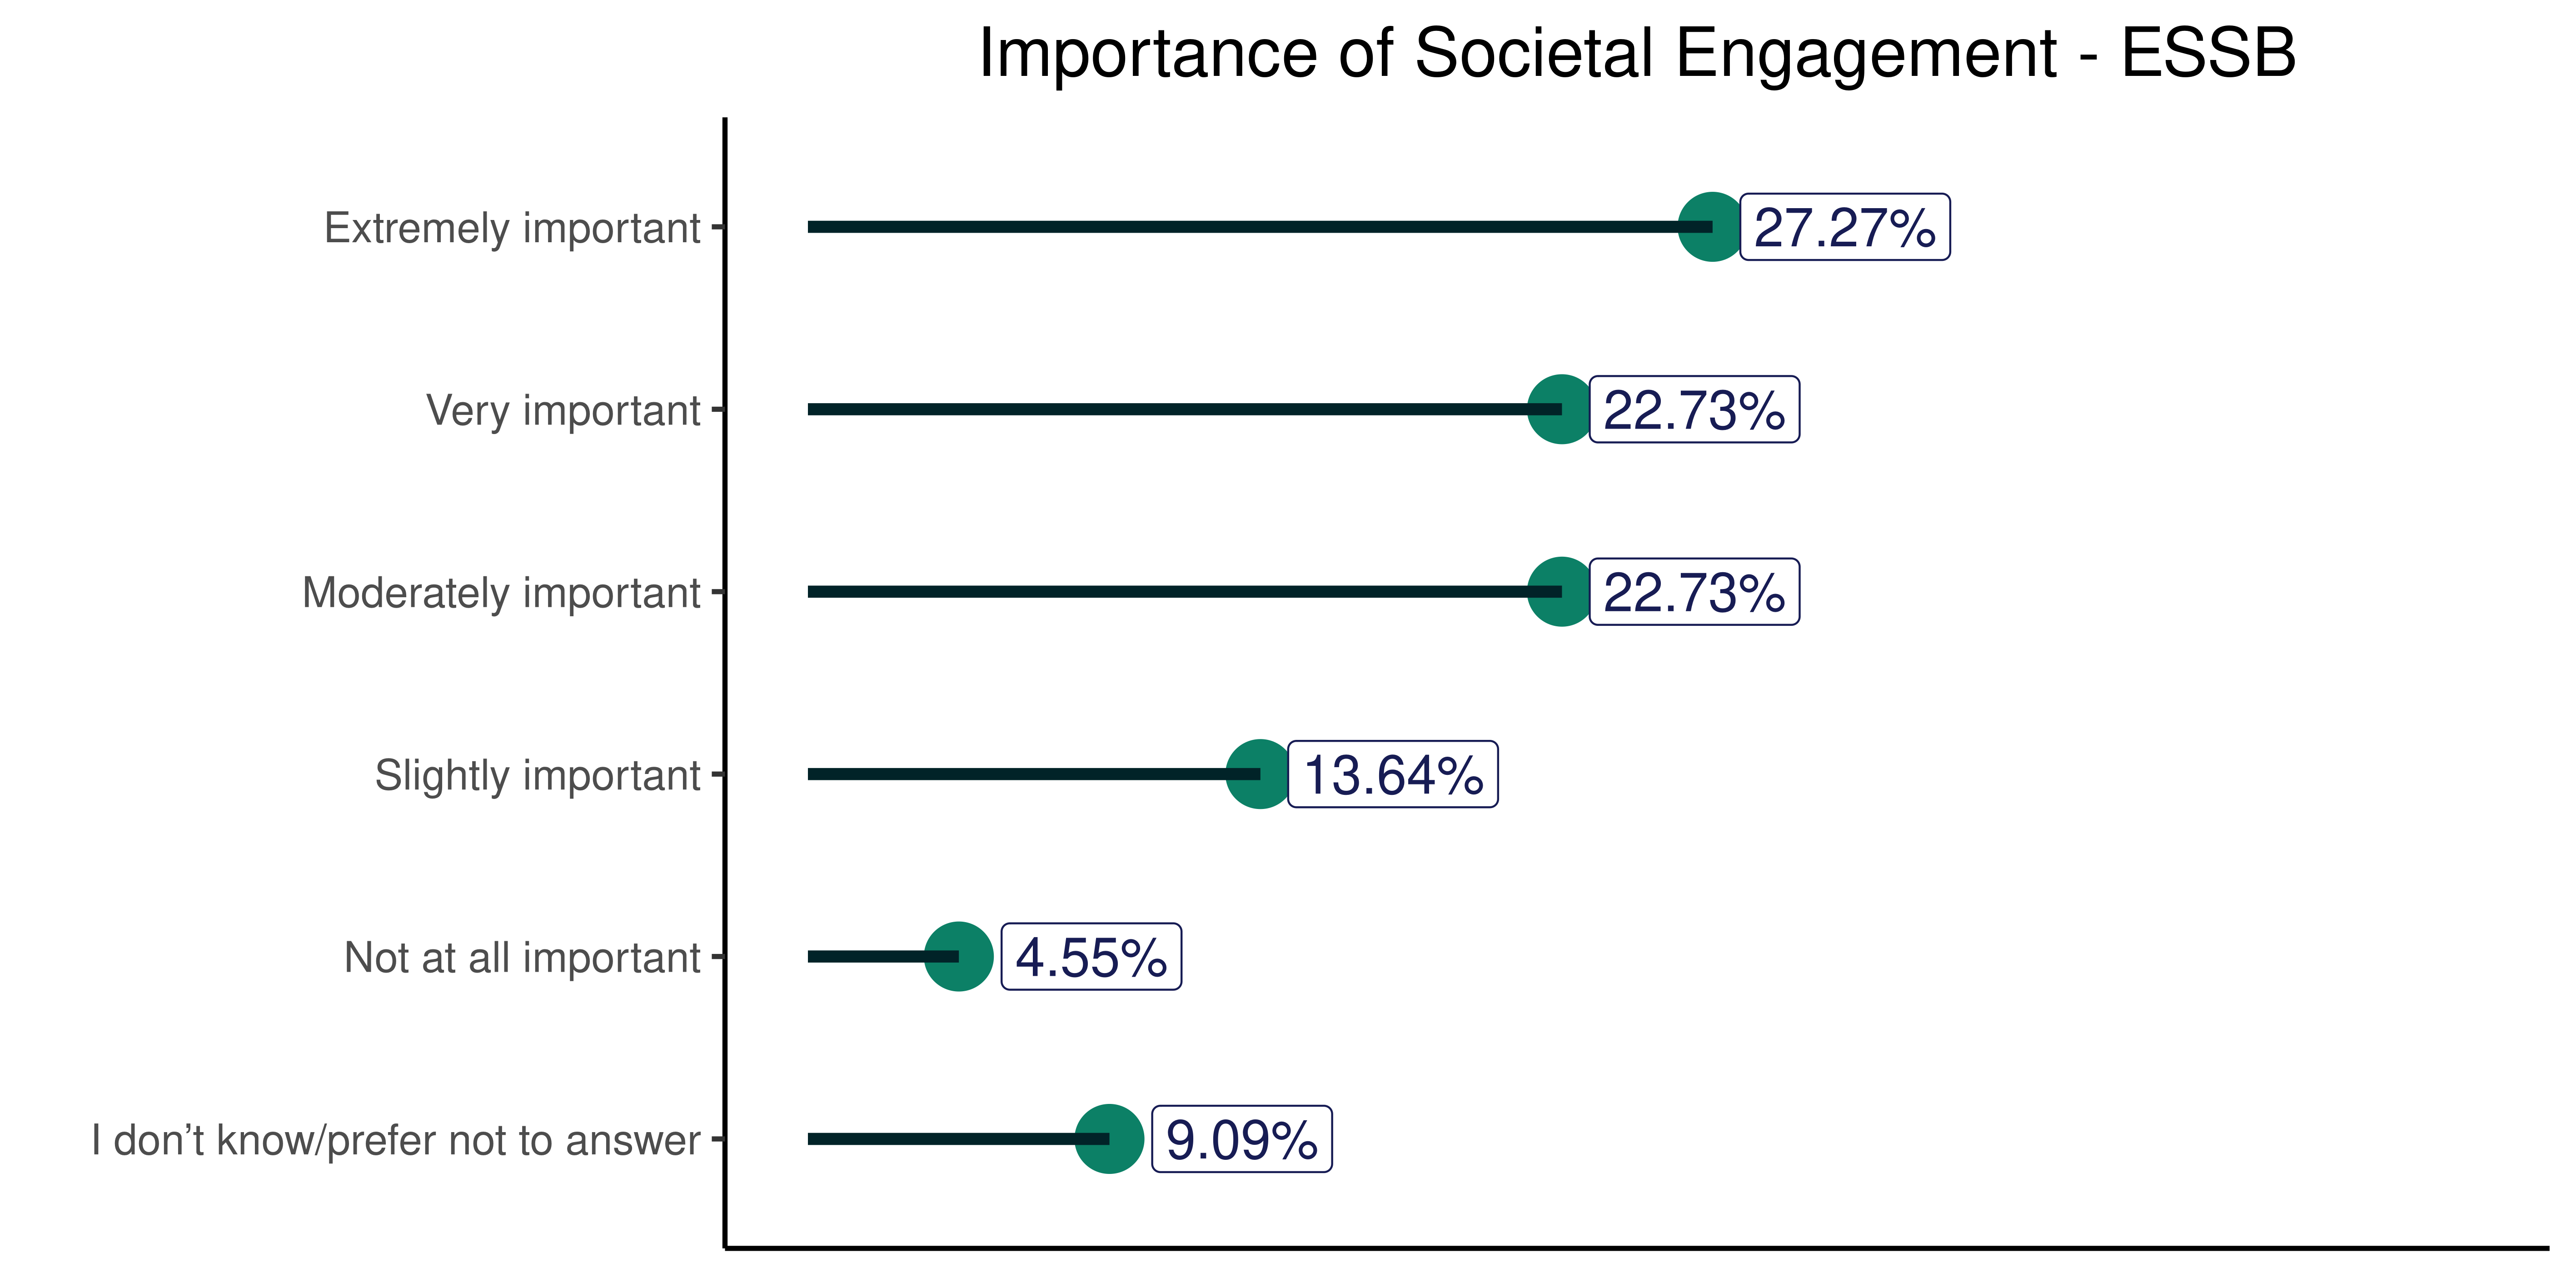 Importance of Societal Engagement - ESSB
Extremely important 27.27%
Very important 22.73%
Moderately important 22.73%
Slightly important 13.64%
Not at all important 4.55%
I don’t know/prefer not to answer 9.09%